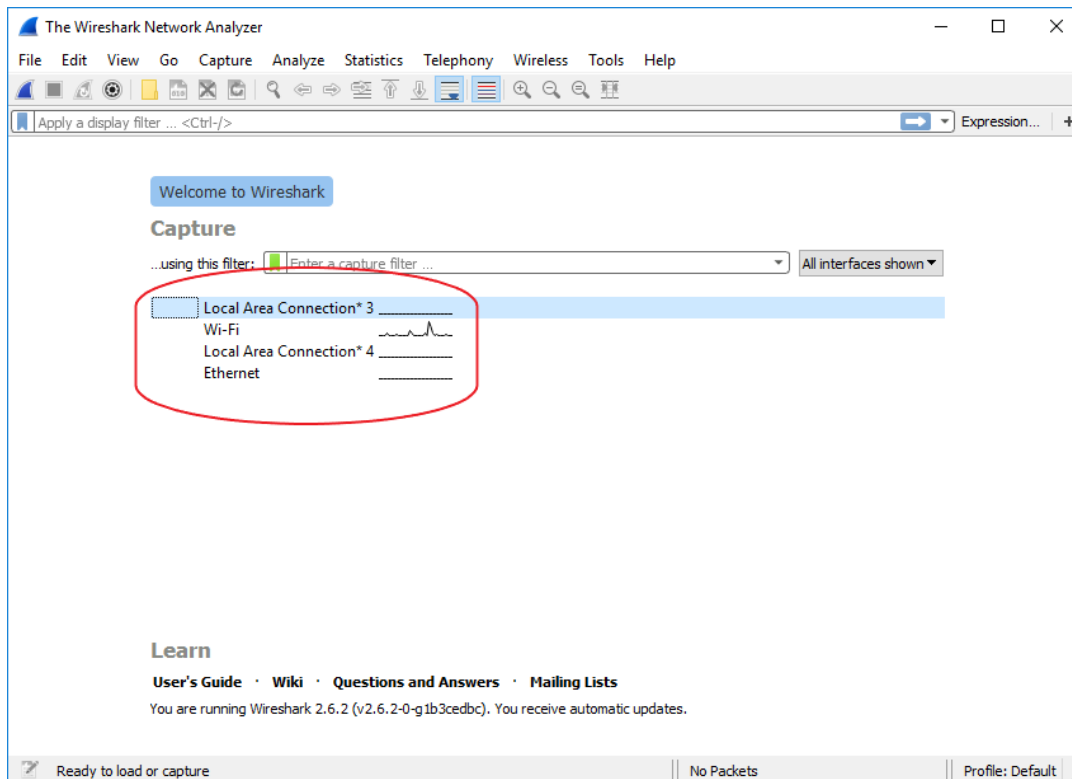 The Wireshark Network Analyzer
File Edit View Go Capture Analyze Statistics Telephony Wireless Tools Help
Apply a display filter ... <Ctrl-/> Expression... +
Welcome to Wireshark
Capture
...using this filter: Enter a capture filter ... All interfaces shown
Local Area Connection* 3
Wi-Fi
Local Area Connection* 4
Ethernet
Learn
User's Guide · Wiki · Questions and Answers · Mailing Lists
You are running Wireshark 2.6.2 (v2.6.2-0-g1b3cedbc). You receive automatic updates.
Ready to load or capture No Packets Profile: Default